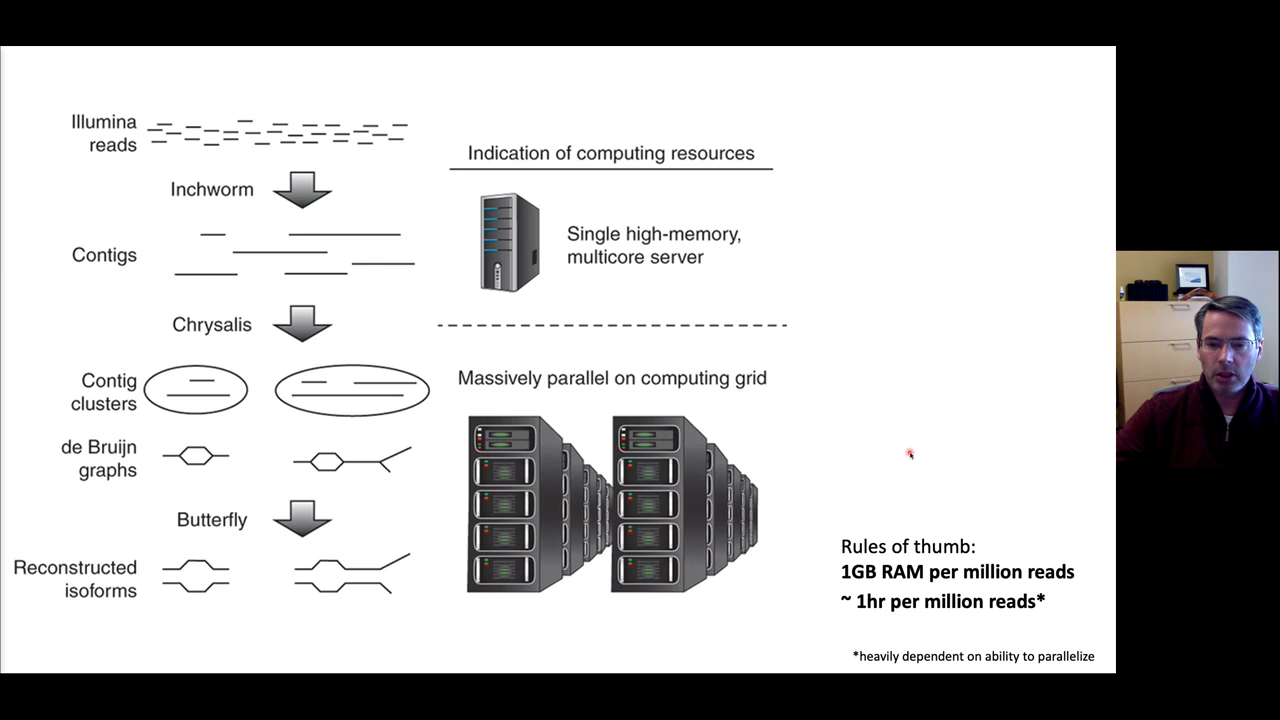 Illumina
reads
Inchworm
Contigs
Chrysalis
Contig
clusters
de Bruijn
graphs
Butterfly
Reconstructed
isoforms
Indication of computing resources
Single high-memory,
multicore server
Massively parallel on computing grid
Rules of thumb:
1GB RAM per million reads
~ 1hr per million reads*
*heavily dependent on ability to parallelize